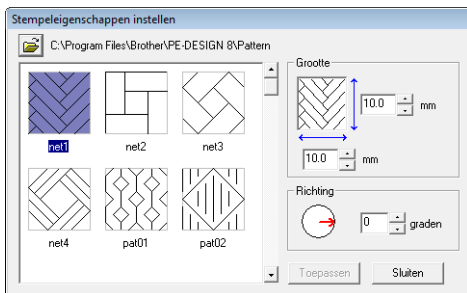 Stempeleigenschappen instellen
C:\Program Files\Brother\PE-DESIGN 8\Pattern
net1 net2 net3
net4 pat01 pat02
Grootte
10.0 mm
10.0 mm
Richting
0 graden
Toepassen Sluiten